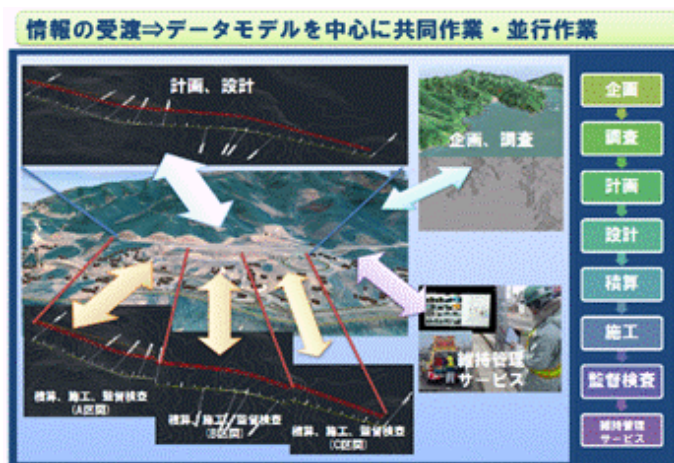 情報の受渡⇒データモデルを中心に共同作業・並行作業
計画、設計
企画、調査
維持管理
サービス
積算、施工、監督検査
(A区間)
積算、施工、監督検査
(B区間)
積算、施工、監督検査
(C区間)
企画
調査
計画
設計
積算
施工
監督検査
維持管理
サービス